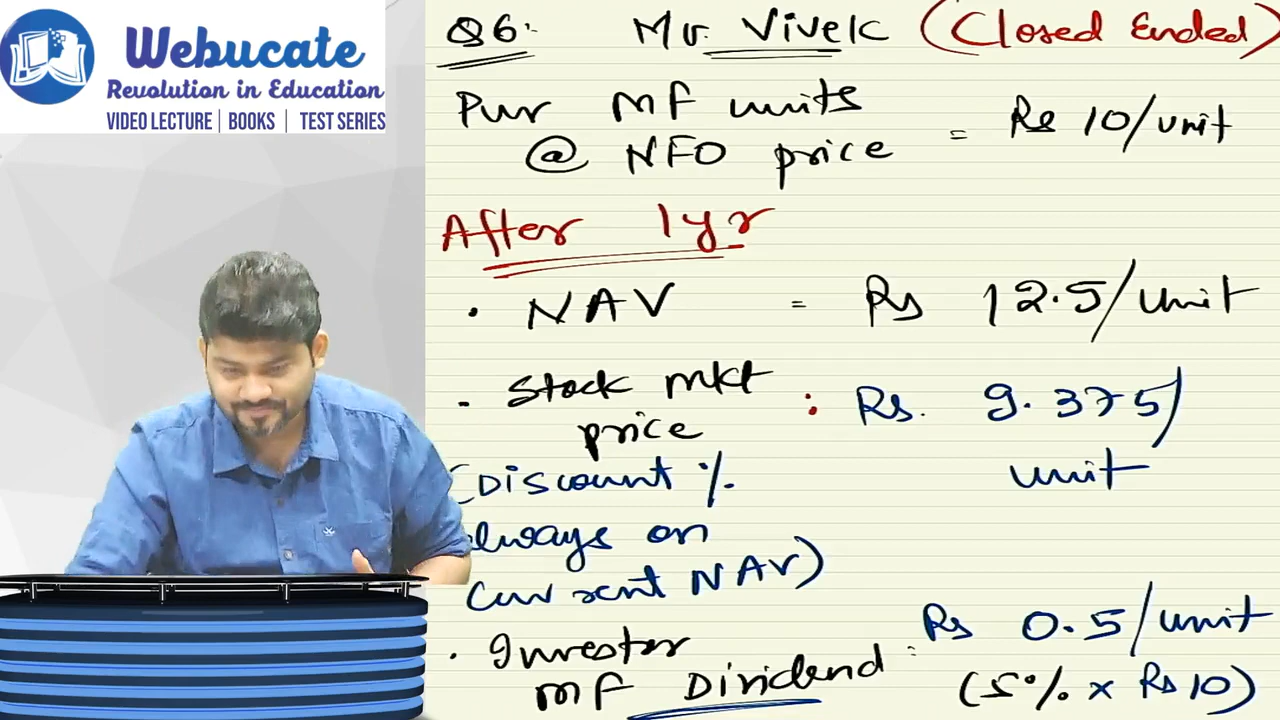 Webucate
Revolution in Education
VIDEO LECTURE | BOOKS | TEST SERIES
Q6:- Mr. Vivek (Closed Ended)
Pur MF units
@ NFO price = Rs 10/unit
After 1yr
· NAV = Rs 12.5/unit
· Stock mkt
price : Rs. 9.375/
unit
(Discount %
always on
current NAV)
· Investor
MF Dividend = Rs 0.5/unit
(5% x Rs 10)